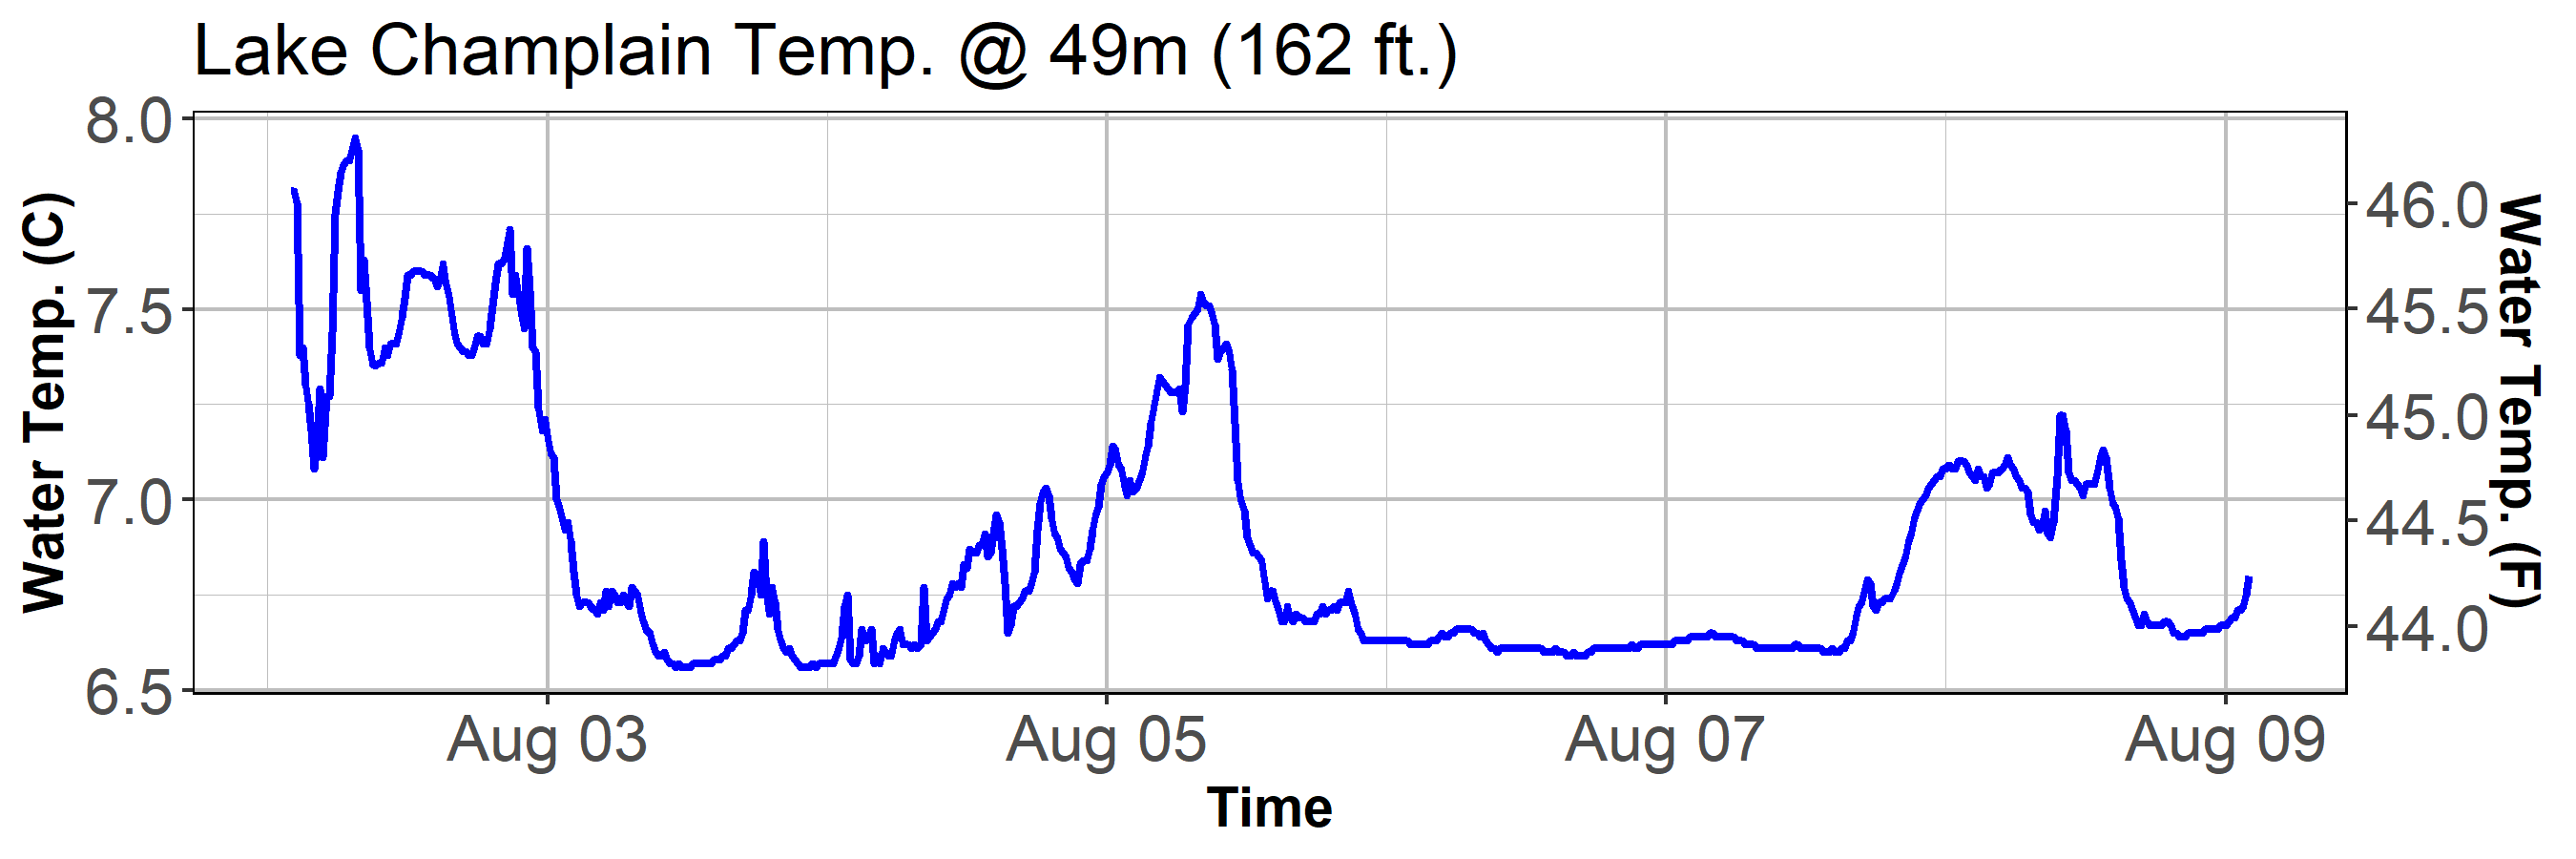 Lake Champlain Temp. @ 49m (162 ft.)
Water Temp. (C)
8.0
7.5
7.0
6.5
46.0
45.5
45.0
44.5
44.0
Water Temp. (F)
Aug 03 Aug 05 Aug 07 Aug 09
Time